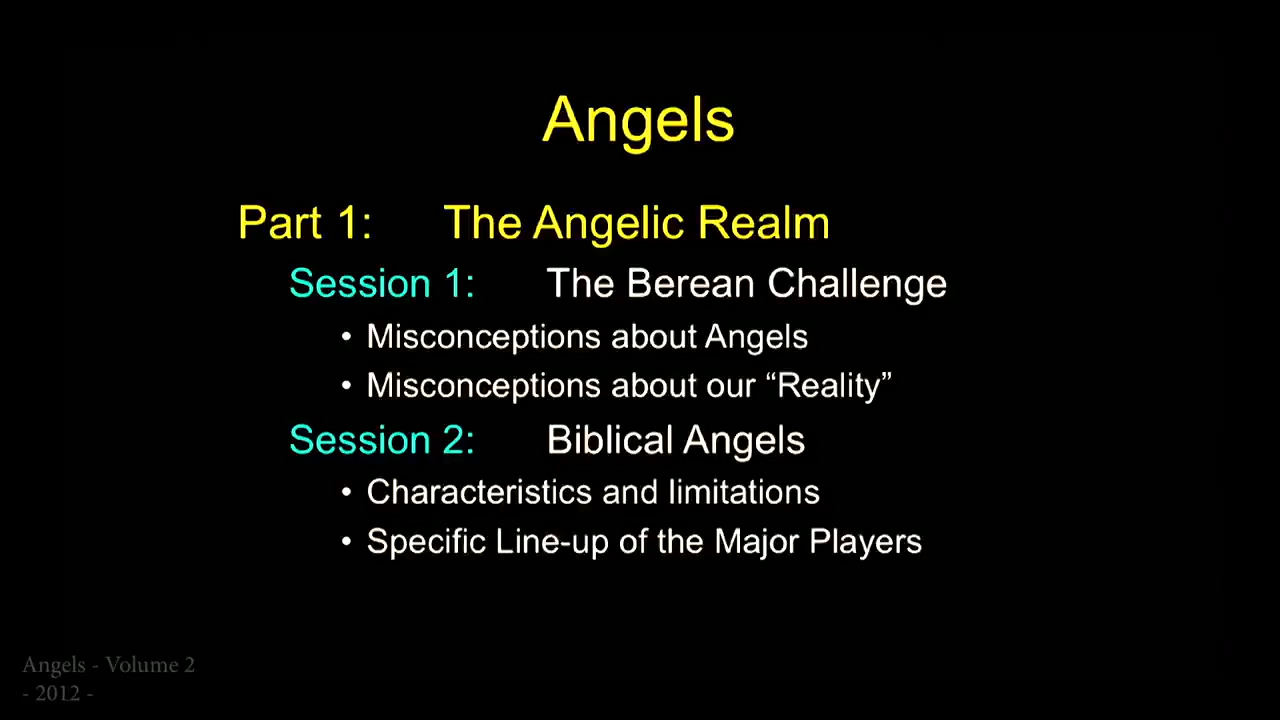 Angels
Part 1: The Angelic Realm
Session 1: The Berean Challenge
• Misconceptions about Angels
• Misconceptions about our “Reality”
Session 2: Biblical Angels
• Characteristics and limitations
• Specific Line-up of the Major Players
Angels - Volume 2
- 2012 -